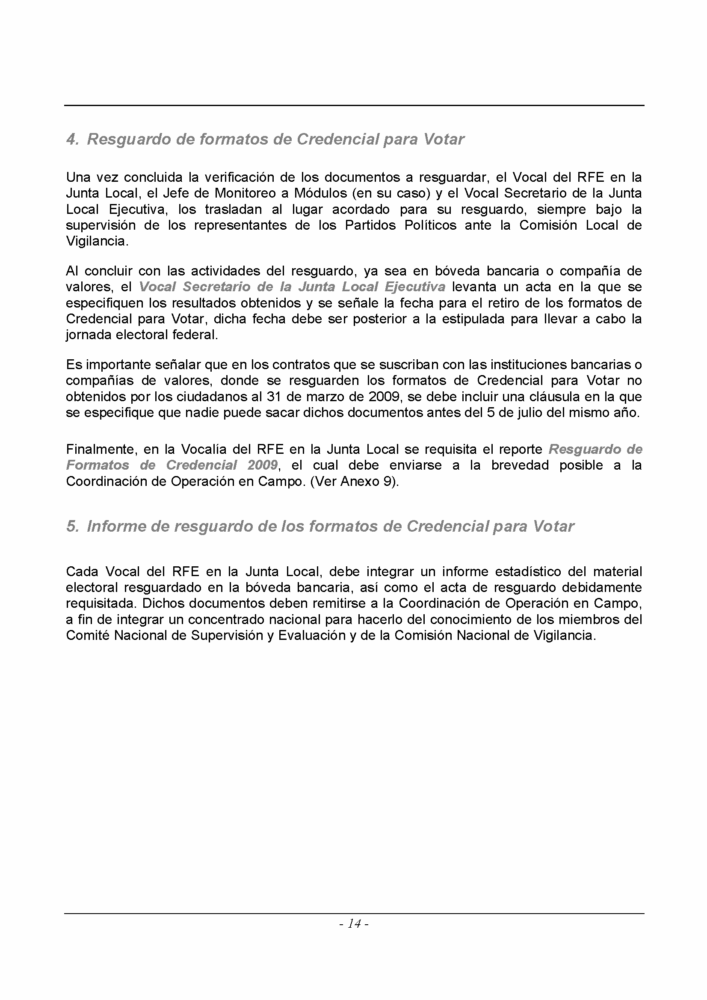 4. Resguardo de formatos de Credencial para Votar
Una vez concluida la verificación de los documentos a resguardar, el Vocal del RFE en la
Junta Local, el Jefe de Monitoreo a Módulos (en su caso) y el Vocal Secretario de la Junta
Local Ejecutiva, los trasladan al lugar acordado para su resguardo, siempre bajo la
supervisión de los representantes de los Partidos Políticos ante la Comisión Local de
Vigilancia.
Al concluir con las actividades del resguardo, ya sea en bóveda bancaria o compañía de
valores, el Vocal Secretario de la Junta Local Ejecutiva levanta un acta en la que se
especifiquen los resultados obtenidos y se señale la fecha para el retiro de los formatos de
Credencial para Votar, dicha fecha debe ser posterior a la estipulada para llevar a cabo la
jornada electoral federal.
Es importante señalar que en los contratos que se suscriban con las instituciones bancarias o
compañías de valores, donde se resguarden los formatos de Credencial para Votar no
obtenidos por los ciudadanos al 31 de marzo de 2009, se debe incluir una cláusula en la que
se especifique que nadie puede sacar dichos documentos antes del 5 de julio del mismo año.
Finalmente, en la Vocalía del RFE en la Junta Local se requisita el reporte Resguardo de
Formatos de Credencial 2009, el cual debe enviarse a la brevedad posible a la
Coordinación de Operación en Campo. (Ver Anexo 9).
5. Informe de resguardo de los formatos de Credencial para Votar
Cada Vocal del RFE en la Junta Local, debe integrar un informe estadístico del material
electoral resguardado en la bóveda bancaria, así como el acta de resguardo debidamente
requisitada. Dichos documentos deben remitirse a la Coordinación de Operación en Campo,
a fin de integrar un concentrado nacional para hacerlo del conocimiento de los miembros del
Comité Nacional de Supervisión y Evaluación y de la Comisión Nacional de Vigilancia.
- 14 -